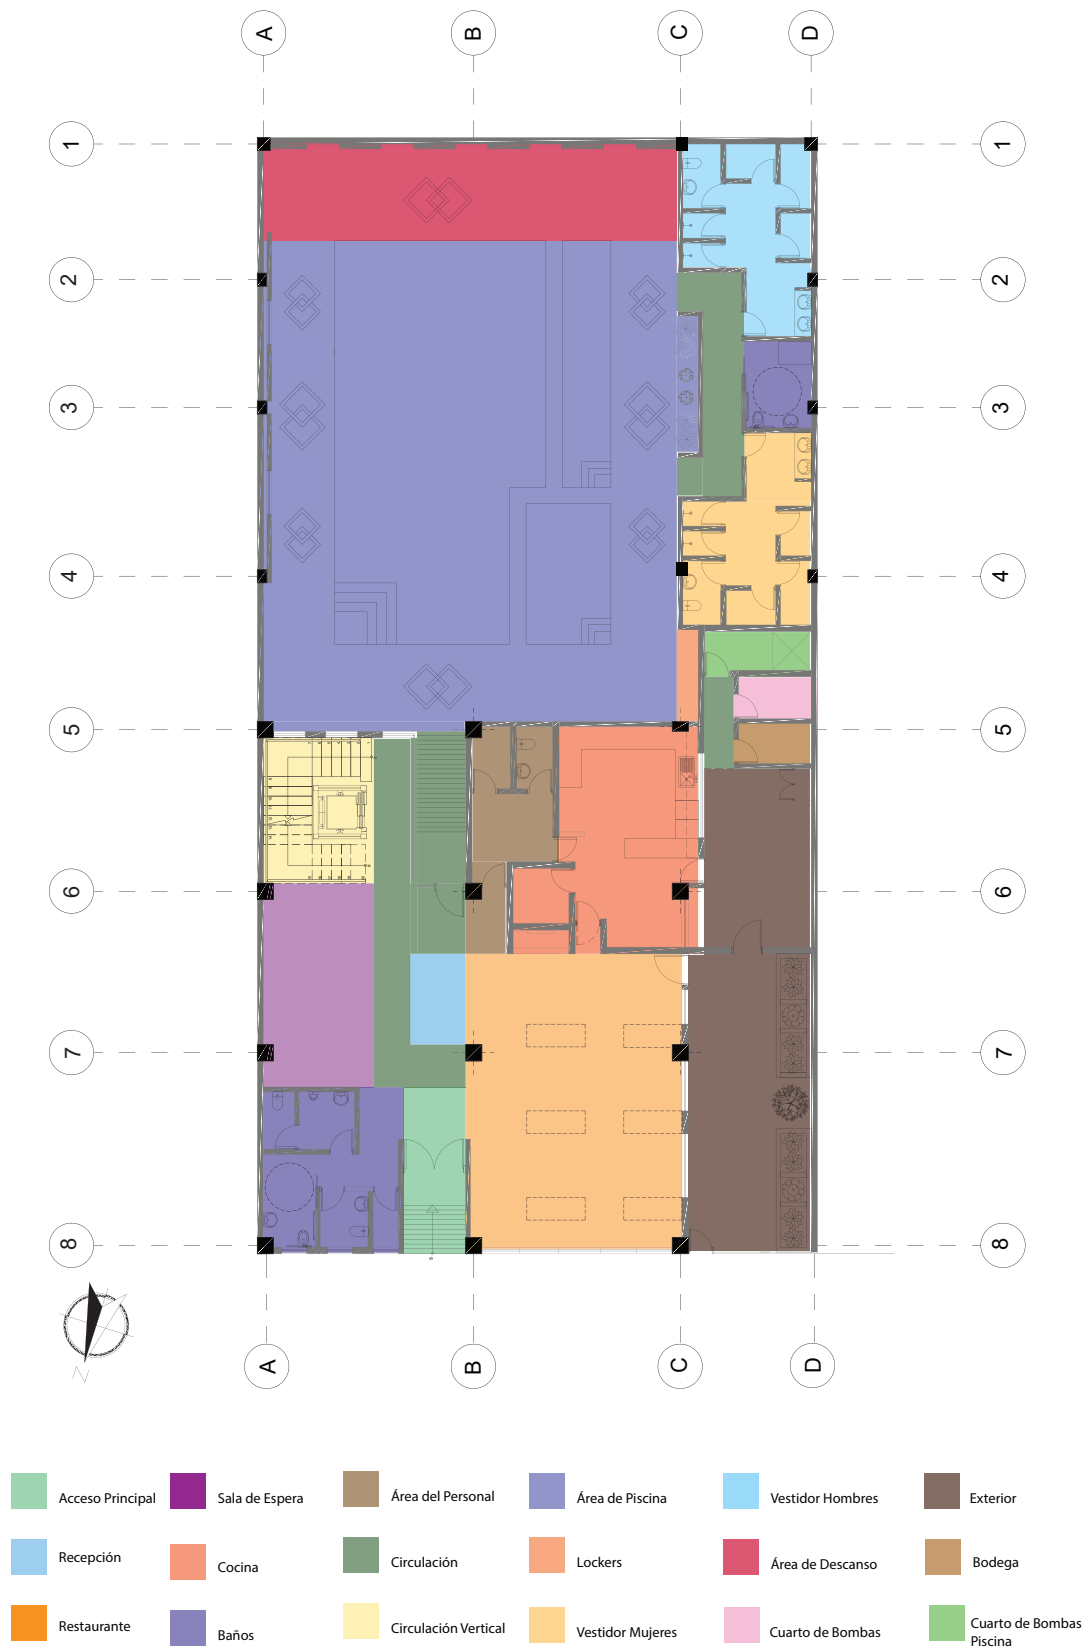 A
B
C
D
1
1
2
2
3
3
4
4
5
5
6
6
7
7
8
8
N
A
B
C
D
Acceso Principal
Sala de Espera
Área del Personal
Área de Piscina
Vestidor Hombres
Exterior
Recepción
Cocina
Circulación
Lockers
Área de Descanso
Bodega
Restaurante
Baños
Circulación Vertical
Vestidor Mujeres
Cuarto de Bombas
Cuarto de Bombas
Piscina